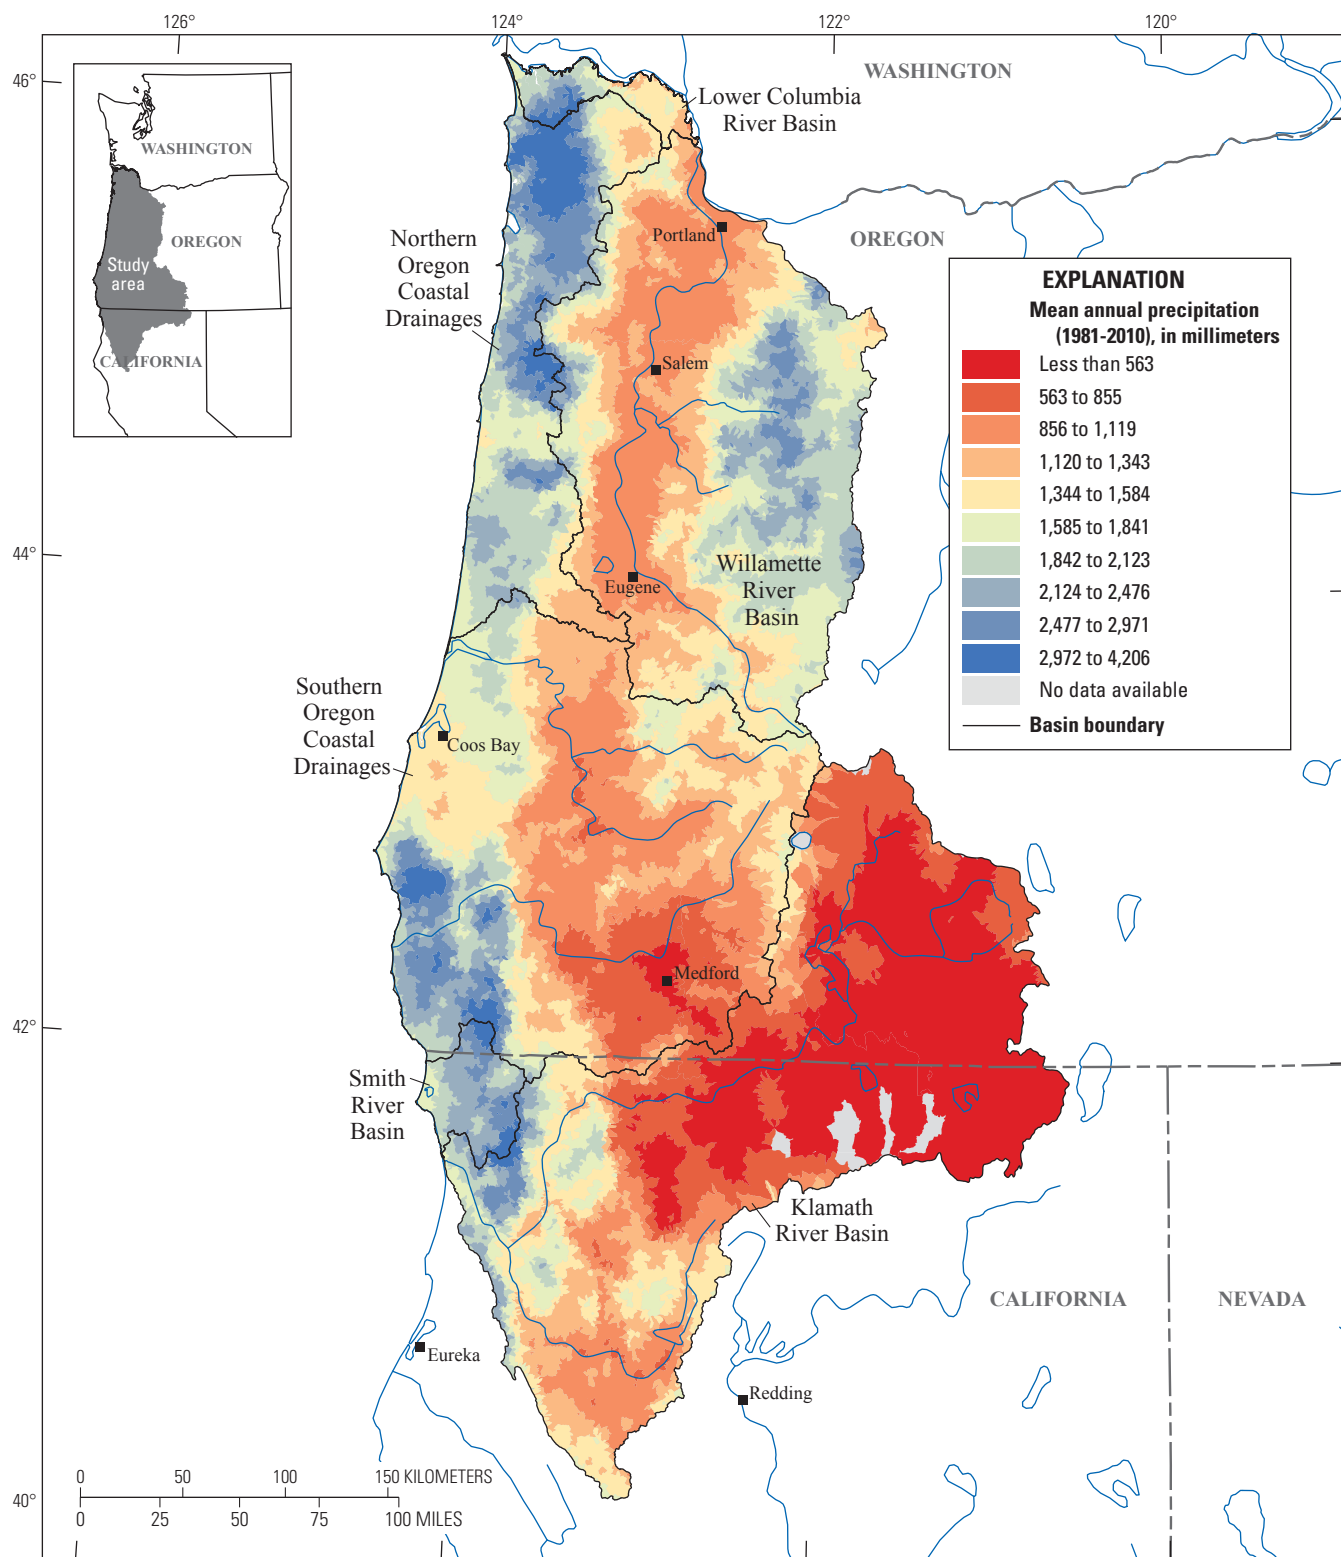 126°
124°
122°
120°
46°
44°
42°
40°
WASHINGTON
OREGON
Study
area
CALIFORNIA
WASHINGTON
Lower Columbia
River Basin
OREGON
Portland
Northern
Oregon
Coastal
Drainages
Salem
Willamette
River
Basin
Eugene
Southern
Oregon
Coastal
Drainages
Coos Bay
Medford
Smith
River
Basin
Klamath
River Basin
CALIFORNIA
NEVADA
Eureka
Redding
EXPLANATION
Mean annual precipitation
(1981-2010), in millimeters
Less than 563
563 to 855
856 to 1,119
1,120 to 1,343
1,344 to 1,584
1,585 to 1,841
1,842 to 2,123
2,124 to 2,476
2,477 to 2,971
2,972 to 4,206
No data available
Basin boundary
0 50 100 150 KILOMETERS
0 25 50 75 100 MILES